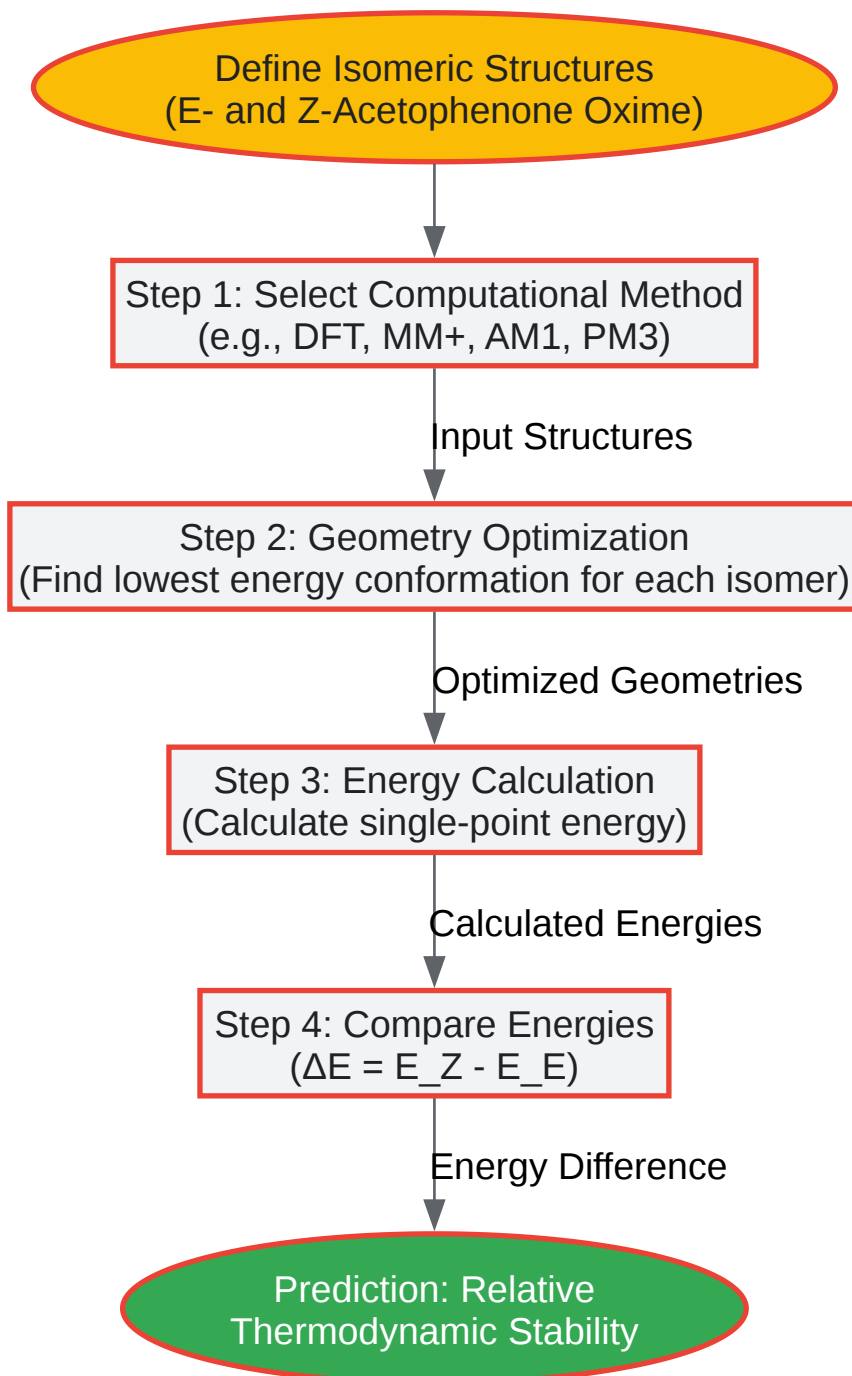 Define Isomeric Structures
(E- and Z-Acetophenone Oxime)
Step 1: Select Computational Method
(e.g., DFT, MM+, AM1, PM3)
Input Structures
Step 2: Geometry Optimization
(Find lowest energy conformation for each isomer)
Optimized Geometries
Step 3: Energy Calculation
(Calculate single-point energy)
Calculated Energies
Step 4: Compare Energies
(ΔE = E_Z - E_E)
Energy Difference
Prediction: Relative
Thermodynamic Stability